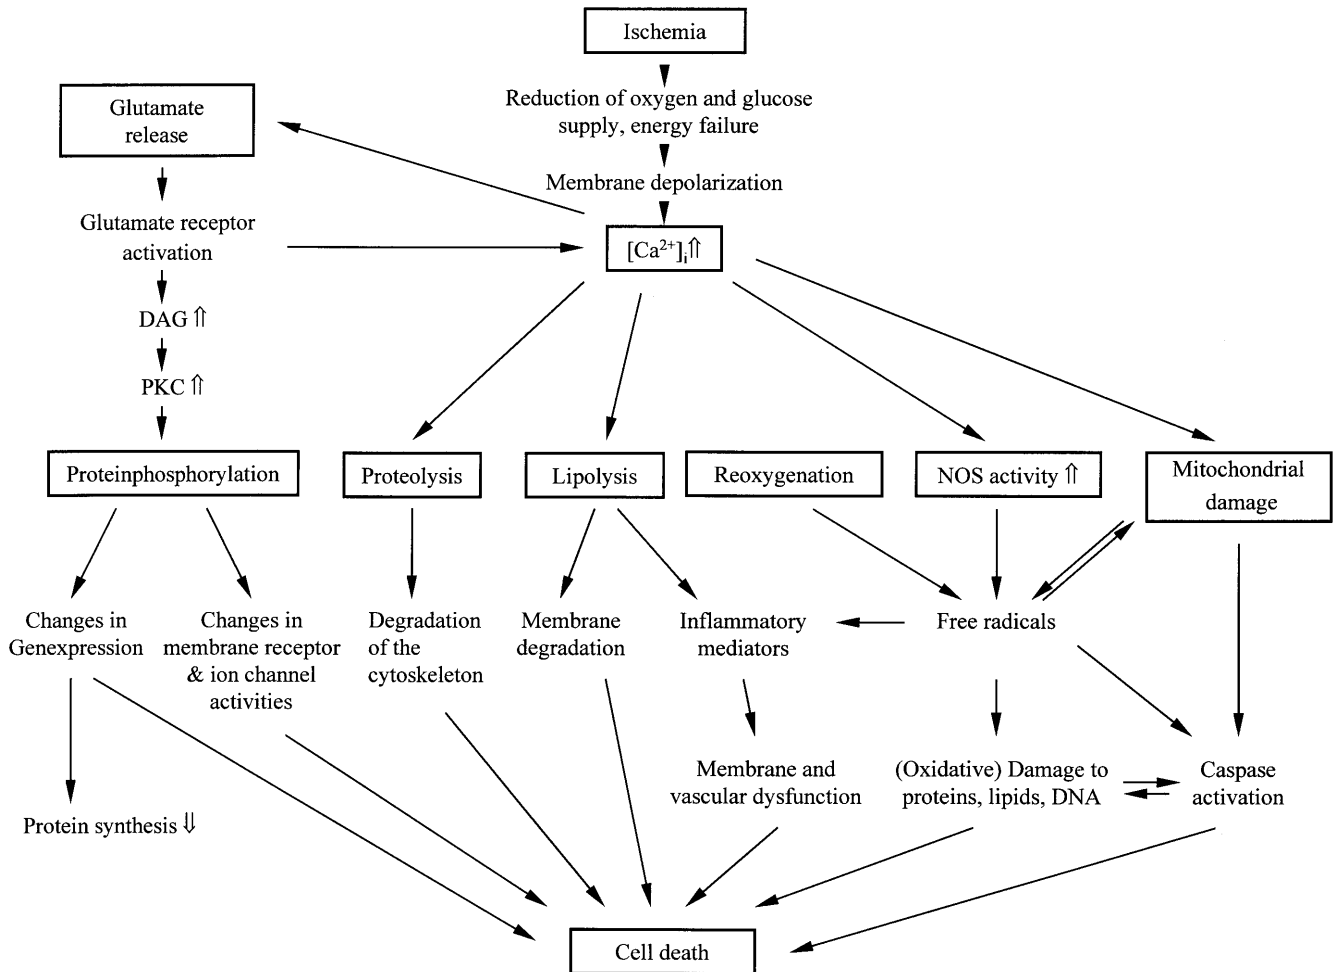 Ischemia
Reduction of oxygen and glucose
supply, energy failure
Membrane depolarization
[Ca²⁺]ᵢ⇑
Glutamate
release
Glutamate receptor
activation
DAG ⇑
PKC ⇑
Proteinphosphorylation
Proteolysis
Lipolysis
Reoxygenation
NOS activity ⇑
Mitochondrial
damage
Changes in
Genexpression
Changes in
membrane receptor
& ion channel
activities
Degradation
of the
cytoskeleton
Membrane
degradation
Inflammatory
mediators
Free radicals
Protein synthesis ⇓
Membrane and
vascular dysfunction
(Oxidative) Damage to
proteins, lipids, DNA
Caspase
activation
Cell death